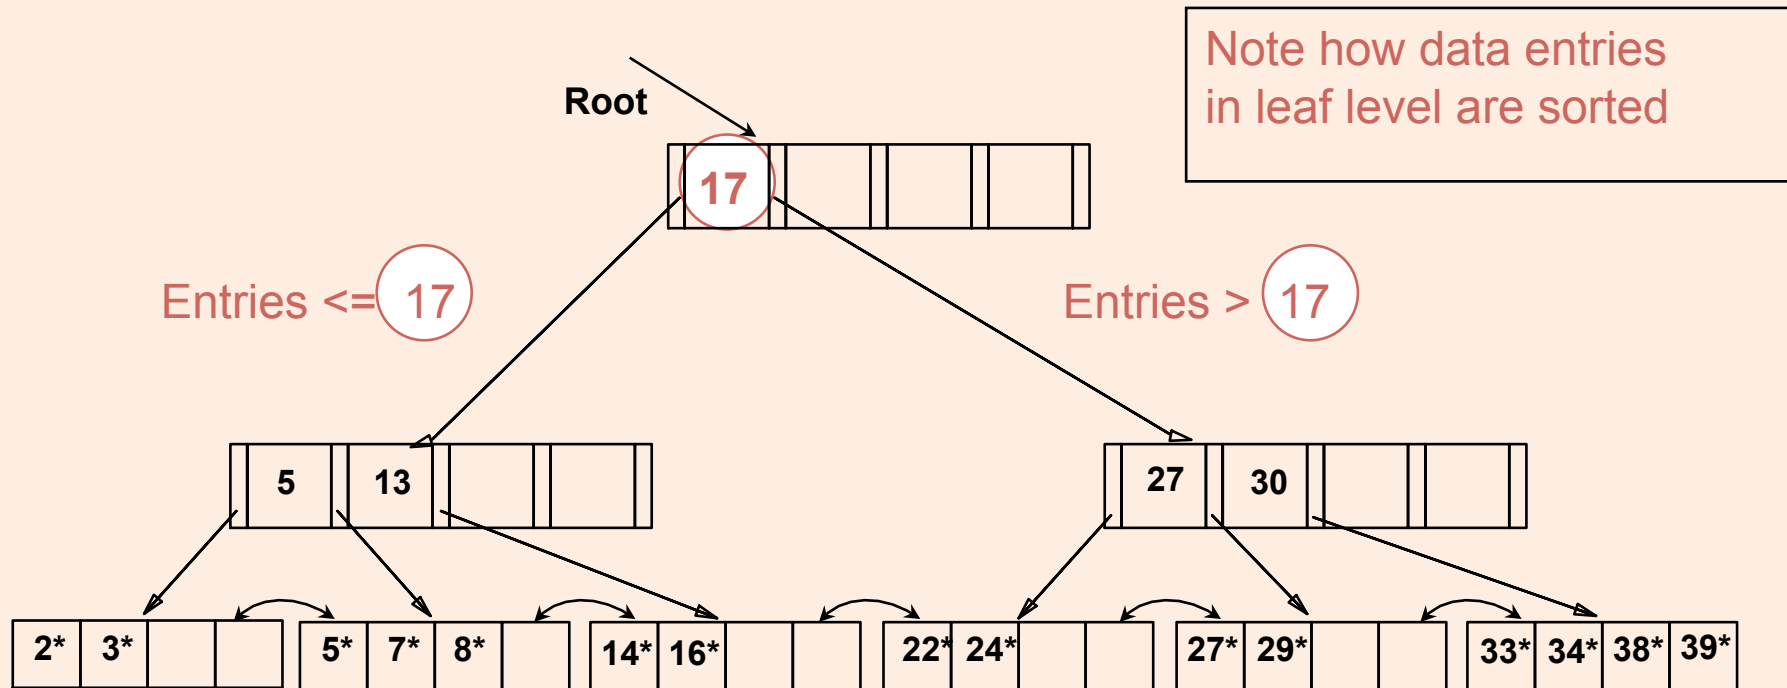 Note how data entries
in leaf level are sorted
Root
17
Entries <= 17
Entries > 17
5 13
27 30
2* 3*
5* 7* 8*
14* 16*
22* 24*
27* 29*
33* 34* 38* 39*